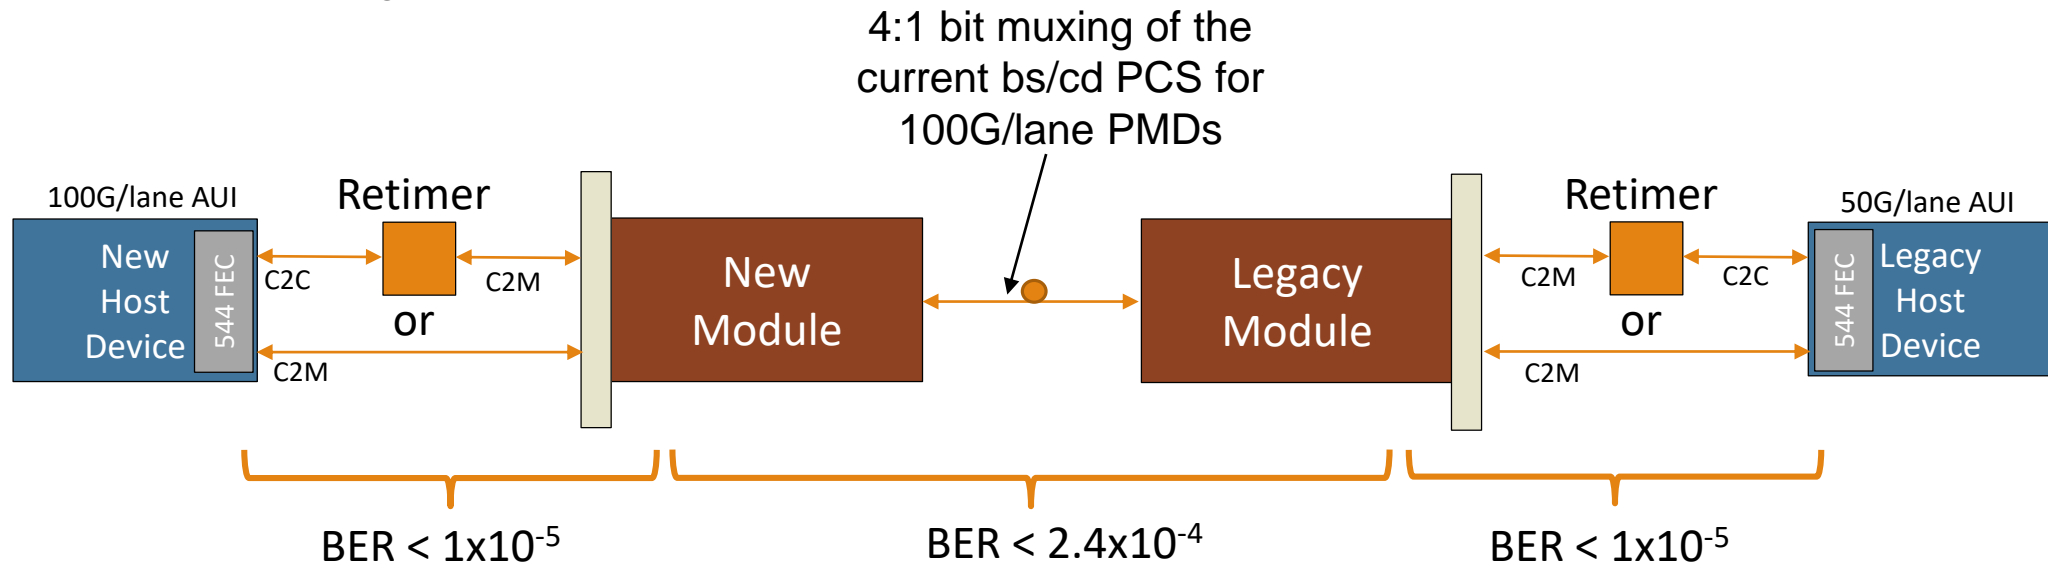 4:1 bit muxing of the
current bs/cd PCS for
100G/lane PMDs
100G/lane AUI
Retimer
Retimer
50G/lane AUI
New
Host
Device
544 FEC
C2C
C2M
or
C2M
New
Module
Legacy
Module
C2M
C2C
or
C2M
544 FEC
Legacy
Host
Device
BER < 1x10⁻⁵
BER < 2.4x10⁻⁴
BER < 1x10⁻⁵